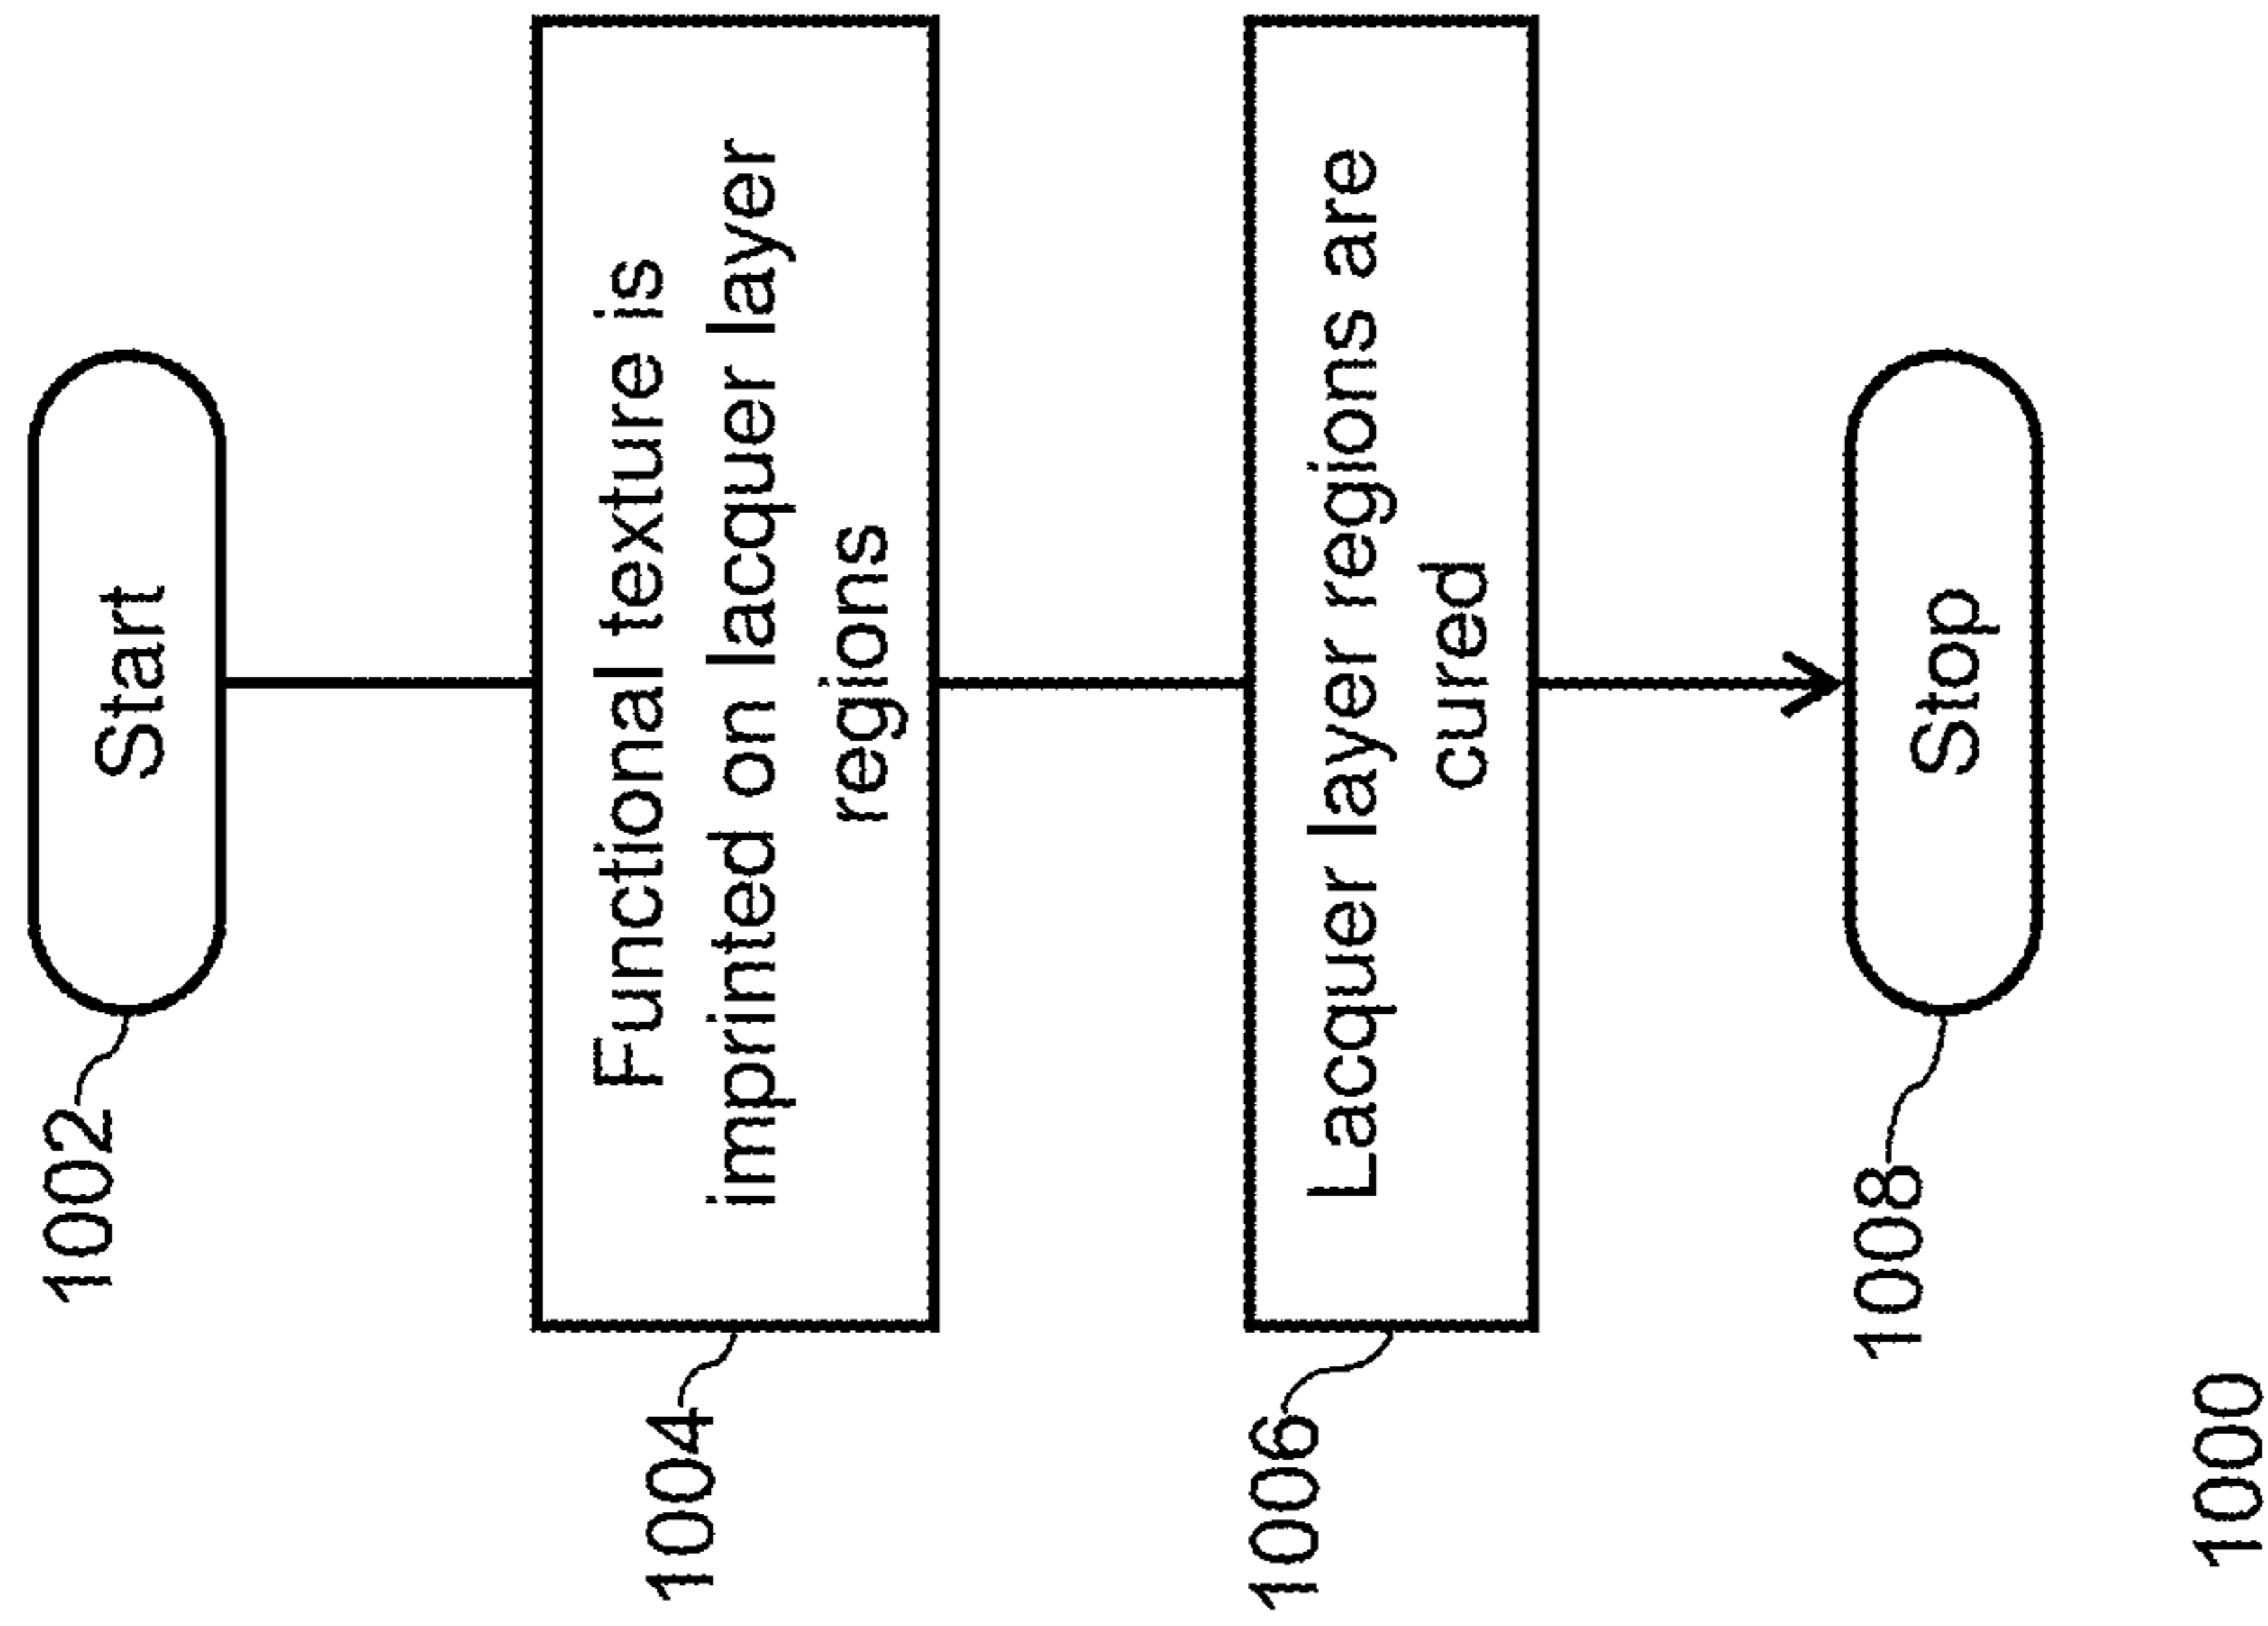 1002
Start
1004
Functional texture is
imprinted on lacquer layer
regions
1006
Lacquer layer regions are
cured
1008
Stop
1000